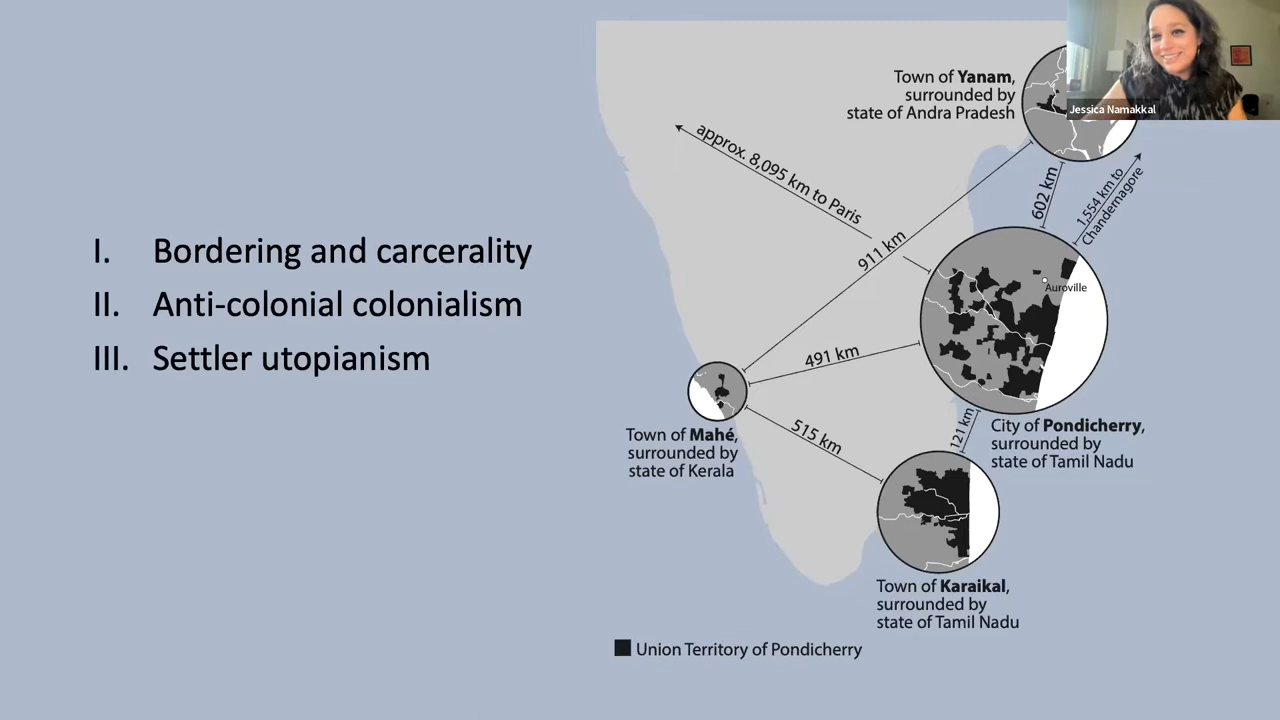 I. Bordering and carcerality
II. Anti-colonial colonialism
III. Settler utopianism
Jessica Namakkal
Town of Yanam,
surrounded by
state of Andra Pradesh
approx. 8,095 km to Paris
911 km
602 km
1,554 km to
Chandernagore
Auroville
491 km
Town of Mahé,
surrounded by
state of Kerala
515 km
121 km
City of Pondicherry,
surrounded by
state of Tamil Nadu
Town of Karaikal,
surrounded by
state of Tamil Nadu
Union Territory of Pondicherry